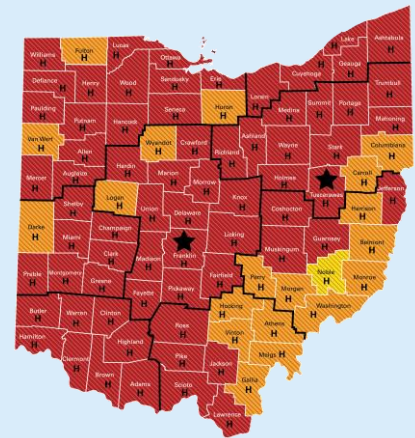 Williams H
Fulton H
Lucas H
Ottawa H
Lake H
Ashtabula H
Geauga H
Cuyahoga H
Defiance H
Henry H
Wood H
Sandusky H
Erie H
Lorain H
Trumbull H
Paulding H
Putnam H
Hancock H
Seneca H
Huron H
Medina H
Summit H
Portage H
Mahoning H
Van Wert H
Allen H
Wyandot H
Crawford H
Richland H
Ashland H
Wayne H
Stark H
Columbiana H
Mercer H
Auglaize H
Hardin H
Marion H
Morrow H
Holmes H
Tuscarawas H
Carroll H
Jefferson H
Shelby H
Logan H
Union H
Delaware H
Knox H
Coshocton H
Harrison H
Darke H
Miami H
Champaign H
Clark H
Madison H
Franklin H
Licking H
Muskingum H
Guernsey H
Belmont H
Preble H
Montgomery H
Greene H
Fayette H
Pickaway H
Fairfield H
Perry H
Morgan H
Noble H
Monroe H
Butler H
Warren H
Clinton H
Ross H
Hocking H
Athens H
Washington H
Hamilton H
Clermont H
Highland H
Pike H
Vinton H
Meigs H
Brown H
Adams H
Scioto H
Jackson H
Gallia H
Lawrence H